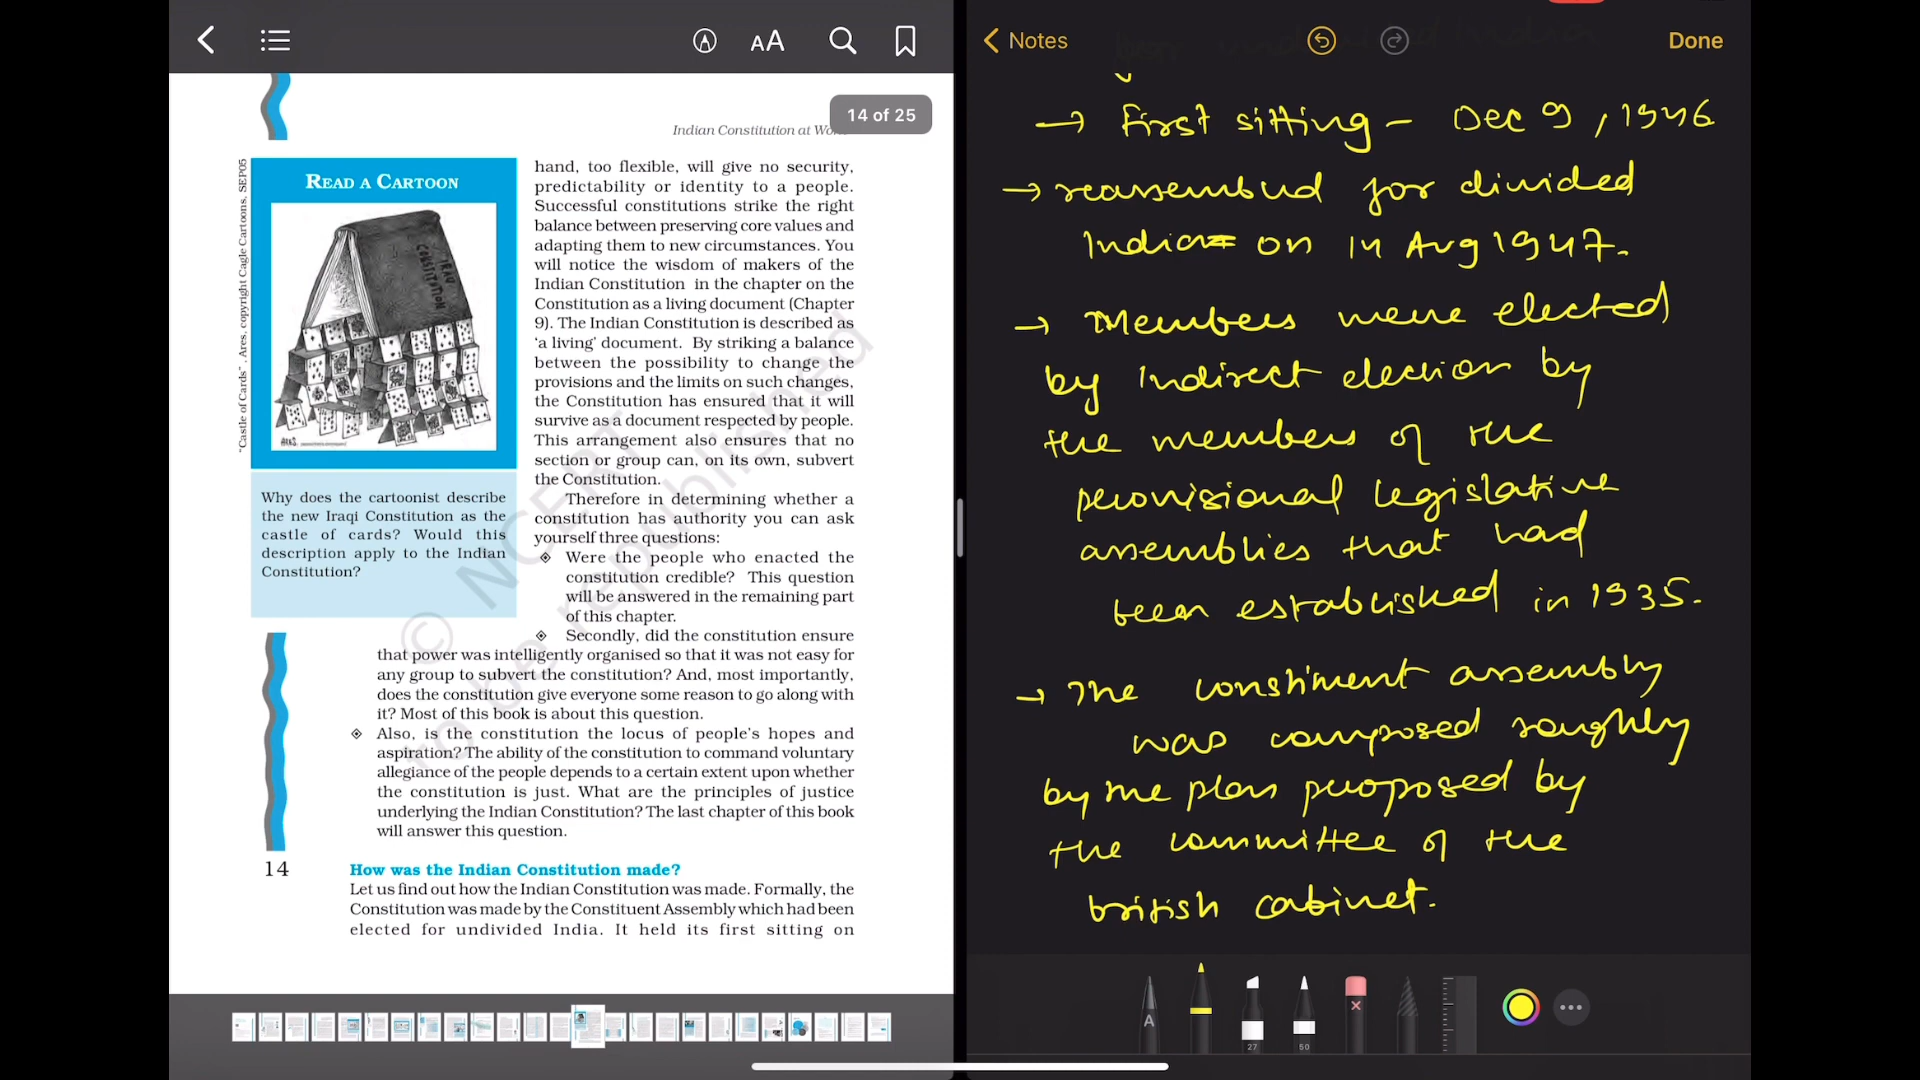 AA
14 of 25
Indian Constitution at Wo
"Castle of Cards". Ares, copyright Cagle Cartoons, SEP05
READ A CARTOON
IRAQ
CONSTITUTION
ARES
hand, too flexible, will give no security,
predictability or identity to a people.
Successful constitutions strike the right
balance between preserving core values and
adapting them to new circumstances. You
will notice the wisdom of makers of the
Indian Constitution in the chapter on the
Constitution as a living document (Chapter
9). The Indian Constitution is described as
‘a living’ document. By striking a balance
between the possibility to change the
provisions and the limits on such changes,
the Constitution has ensured that it will
survive as a document respected by people.
This arrangement also ensures that no
section or group can, on its own, subvert
the Constitution.
Therefore in determining whether a
constitution has authority you can ask
yourself three questions:
Were the people who enacted the
constitution credible? This question
will be answered in the remaining part
of this chapter.
Secondly, did the constitution ensure
that power was intelligently organised so that it was not easy for
any group to subvert the constitution? And, most importantly,
does the constitution give everyone some reason to go along with
it? Most of this book is about this question.
Also, is the constitution the locus of people’s hopes and
aspiration? The ability of the constitution to command voluntary
allegiance of the people depends to a certain extent upon whether
the constitution is just. What are the principles of justice
underlying the Indian Constitution? The last chapter of this book
will answer this question.
Why does the cartoonist describe
the new Iraqi Constitution as the
castle of cards? Would this
description apply to the Indian
Constitution?
© NCERT
to be republished
14
How was the Indian Constitution made?
Let us find out how the Indian Constitution was made. Formally, the
Constitution was made by the Constituent Assembly which had been
elected for undivided India. It held its first sitting on
Notes
Done
→ First sitting - Dec 9, 1946
→ reassembled for divided
India on 14 Aug 1947.
→ Members were elected
by Indirect election by
the members of the
provisional legislative
assemblies that had
been established in 1935.
→ The constituent assembly
was composed roughly
by the plan proposed by
the committee of the
british cabinet.
A
27
50